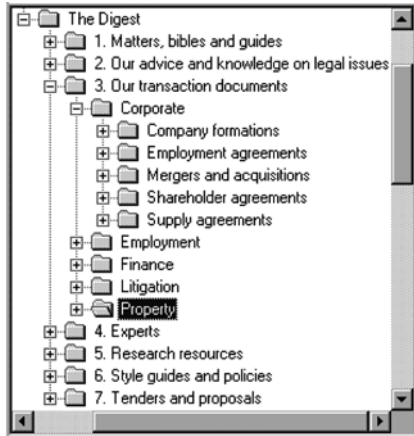 The Digest
1. Matters, bibles and guides
2. Our advice and knowledge on legal issues
3. Our transaction documents
Corporate
Company formations
Employment agreements
Mergers and acquisitions
Shareholder agreements
Supply agreements
Employment
Finance
Litigation
Property
4. Experts
5. Research resources
6. Style guides and policies
7. Tenders and proposals